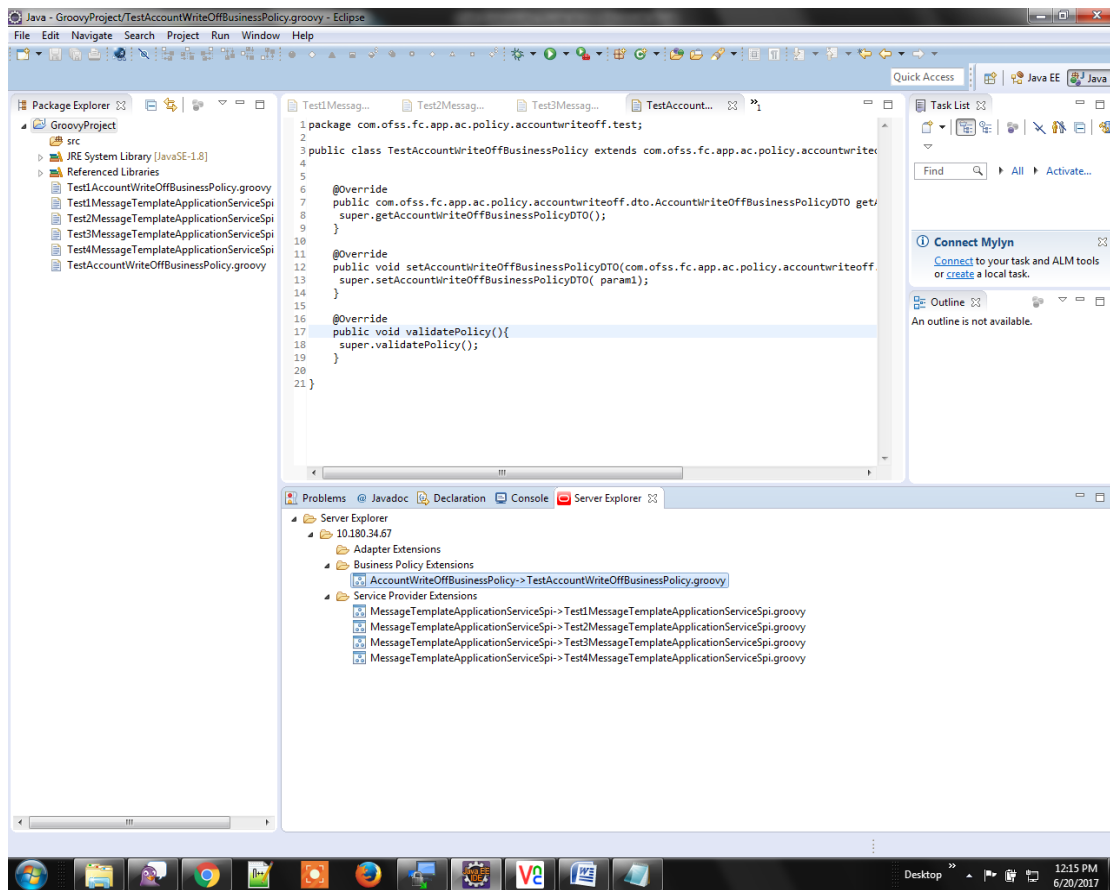 Java - GroovyProject/TestAccountWriteOffBusinessPolicy.groovy - Eclipse
File Edit Navigate Search Project Run Window Help
Quick Access Java EE Java
Package Explorer
GroovyProject
src
JRE System Library [JavaSE-1.8]
Referenced Libraries
Test1AccountWriteOffBusinessPolicy.groovy
Test1MessageTemplateApplicationServiceSpi
Test2MessageTemplateApplicationServiceSpi
Test3MessageTemplateApplicationServiceSpi
Test4MessageTemplateApplicationServiceSpi
TestAccountWriteOffBusinessPolicy.groovy
Test1Messag... Test2Messag... Test3Messag... TestAccount... »1
1 package com.ofss.fc.app.ac.policy.accountwriteoff.test;
2
3 public class TestAccountWriteOffBusinessPolicy extends com.ofss.fc.app.ac.policy.accountwriteo
4
5
6 @Override
7 public com.ofss.fc.app.ac.policy.accountwriteoff.dto.AccountWriteOffBusinessPolicyDTO getA
8 super.getAccountWriteOffBusinessPolicyDTO();
9 }
10
11 @Override
12 public void setAccountWriteOffBusinessPolicyDTO(com.ofss.fc.app.ac.policy.accountwriteoff.
13 super.setAccountWriteOffBusinessPolicyDTO( param1);
14 }
15
16 @Override
17 public void validatePolicy(){
18 super.validatePolicy();
19 }
20
21 }
Task List
Find All Activate...
Connect Mylyn
Connect to your task and ALM tools
or create a local task.
Outline
An outline is not available.
Problems @ Javadoc Declaration Console Server Explorer
Server Explorer
10.180.34.67
Adapter Extensions
Business Policy Extensions
AccountWriteOffBusinessPolicy->TestAccountWriteOffBusinessPolicy.groovy
Service Provider Extensions
MessageTemplateApplicationServiceSpi->Test1MessageTemplateApplicationServiceSpi.groovy
MessageTemplateApplicationServiceSpi->Test2MessageTemplateApplicationServiceSpi.groovy
MessageTemplateApplicationServiceSpi->Test3MessageTemplateApplicationServiceSpi.groovy
MessageTemplateApplicationServiceSpi->Test4MessageTemplateApplicationServiceSpi.groovy
Java EE
IDE
Desktop
12:15 PM
6/20/2017